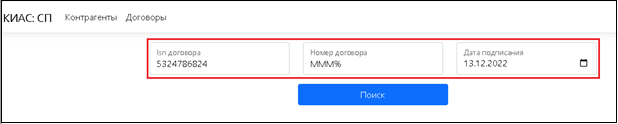 КИАС: СП Контрагенты Договоры
Isn договора Номер договора Дата подписания
5324786824 МММ% 13.12.2022
Поиск